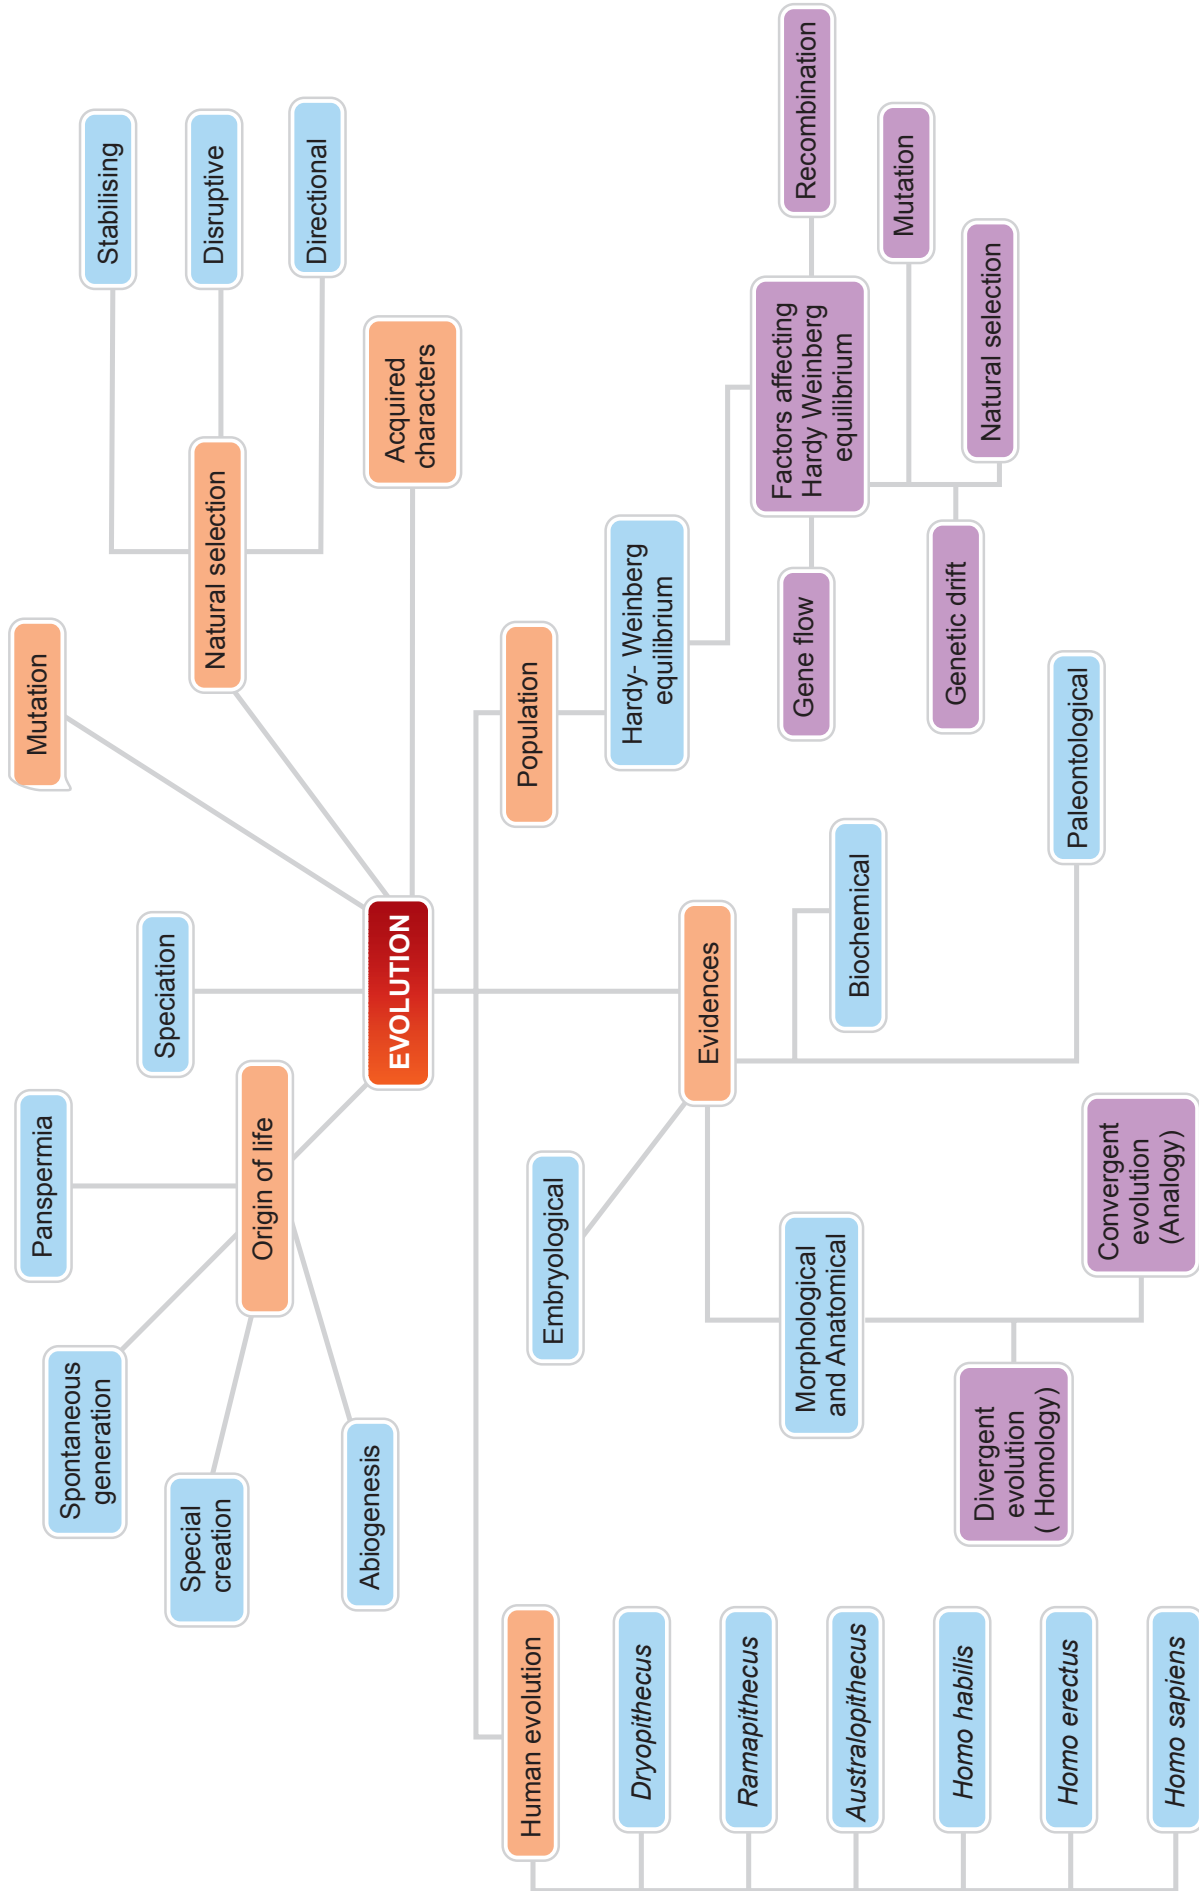 Panspermia
Spontaneous
generation
Special
creation
Abiogenesis
Origin of life
Speciation
Mutation
Natural selection
Stabilising
Disruptive
Directional
Acquired
characters
EVOLUTION
Human evolution
Dryopithecus
Ramapithecus
Australopithecus
Homo habilis
Homo erectus
Homo sapiens
Evidences
Embryological
Morphological
and Anatomical
Divergent
evolution
( Homology)
Convergent
evolution
(Analogy)
Biochemical
Paleontological
Population
Hardy- Weinberg
equilibrium
Factors affecting
Hardy Weinberg
equilibrium
Gene flow
Genetic drift
Recombination
Mutation
Natural selection